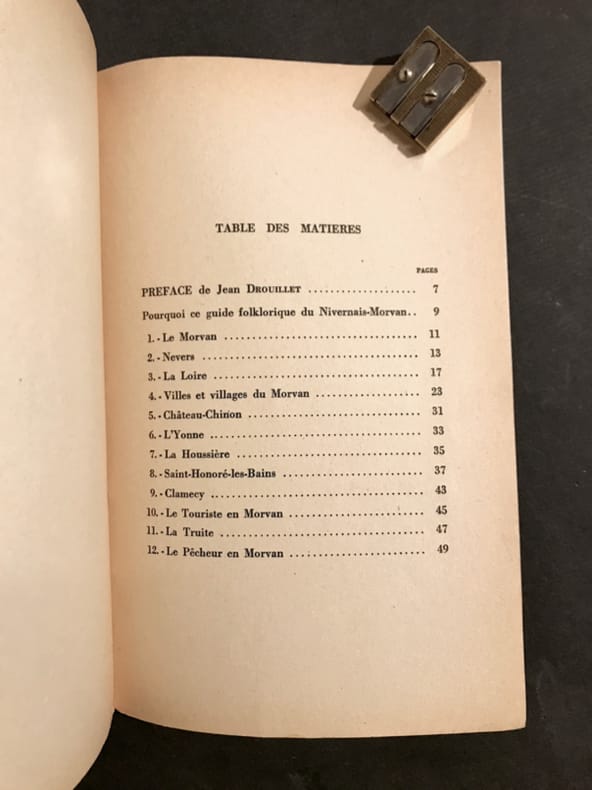 TABLE DES MATIERES
PAGES
PREFACE de Jean DROUILLET .................... 7
Pourquoi ce guide folklorique du Nivernais-Morvan.. 9
1.-Le Morvan .................................... 11
2.-Nevers ........................................ 13
3.-La Loire ...................................... 17
4.-Villes et villages du Morvan .................. 23
5.-Château-Chinon ................................ 31
6.-L'Yonne ....................................... 33
7.-La Houssière .................................. 35
8.-Saint-Honoré-les-Bains ........................ 37
9.-Clamecy ....................................... 43
10.-Le Touriste en Morvan ........................ 45
11.-La Truite .................................... 47
12.-Le Pêcheur en Morvan ......................... 49